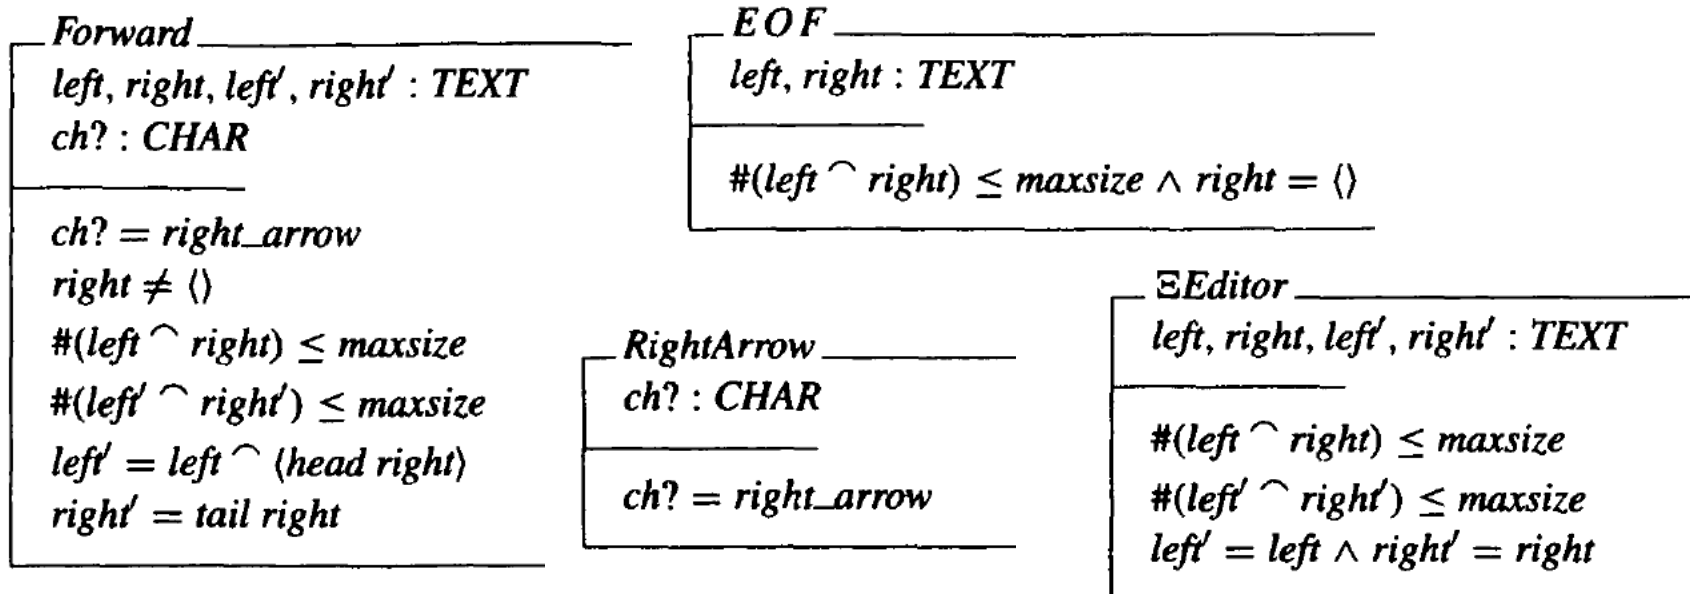 Forward
left, right, left′, right′ : TEXT
ch? : CHAR
ch? = right_arrow
right ≠ ⟨⟩
#(left ⌢ right) ≤ maxsize
#(left′ ⌢ right′) ≤ maxsize
left′ = left ⌢ ⟨head right⟩
right′ = tail right
EOF
left, right : TEXT
#(left ⌢ right) ≤ maxsize ∧ right = ⟨⟩
RightArrow
ch? : CHAR
ch? = right_arrow
ΞEditor
left, right, left′, right′ : TEXT
#(left ⌢ right) ≤ maxsize
#(left′ ⌢ right′) ≤ maxsize
left′ = left ∧ right′ = right